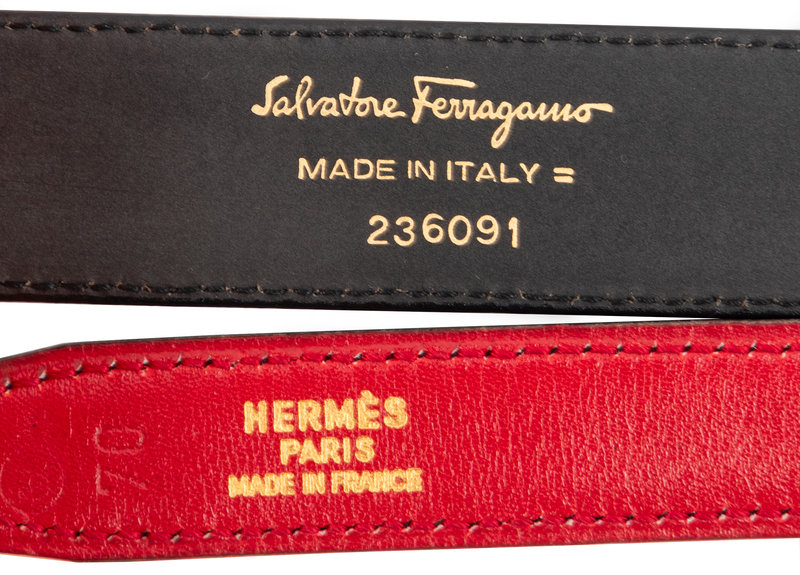 Salvatore Ferragamo
MADE IN ITALY =
236091
HERMÈS
PARIS
MADE IN FRANCE
70